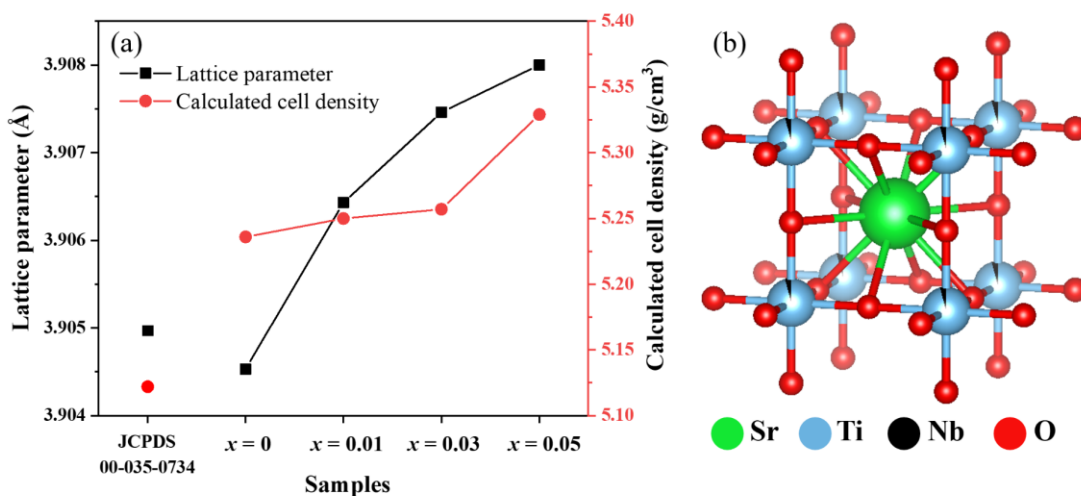 (a)
Lattice parameter
Calculated cell density
Lattice parameter (Å)
3.908
3.907
3.906
3.905
3.904
5.40
5.35
5.30
5.25
5.20
5.15
5.10
Calculated cell density (g/cm³)
JCPDS
00-035-0734
x = 0
x = 0.01
x = 0.03
x = 0.05
Samples
(b)
Sr
Ti
Nb
O